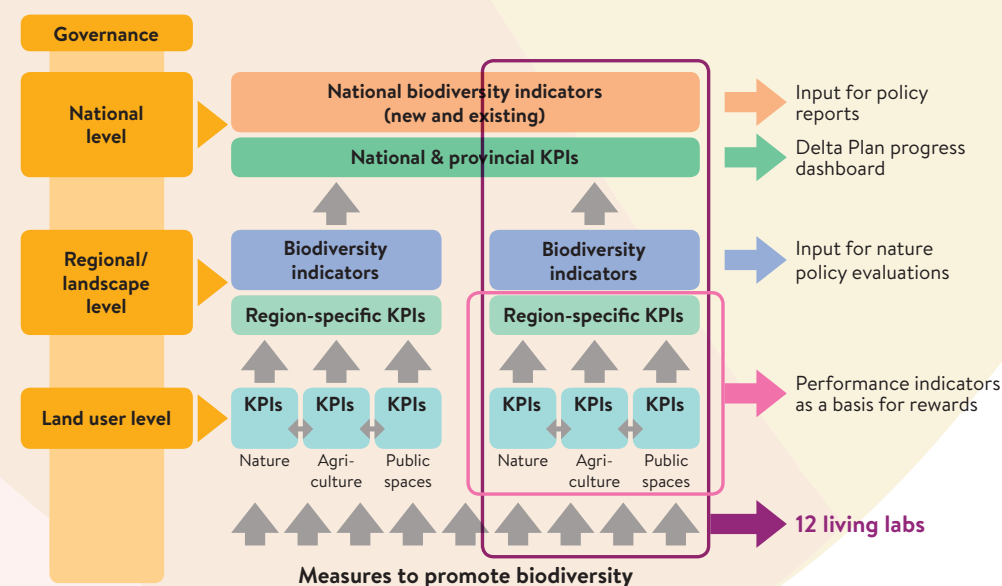 Governance
National
level
National biodiversity indicators
(new and existing)
Input for policy
reports
National & provincial KPIs
Delta Plan progress
dashboard
Regional/
landscape
level
Biodiversity
indicators
Biodiversity
indicators
Input for nature
policy evaluations
Region-specific KPIs
Region-specific KPIs
Land user level
KPIs
KPIs
KPIs
KPIs
KPIs
KPIs
Performance indicators
as a basis for rewards
Nature
Agri-
culture
Public
spaces
Nature
Agri-
culture
Public
spaces
12 living labs
Measures to promote biodiversity